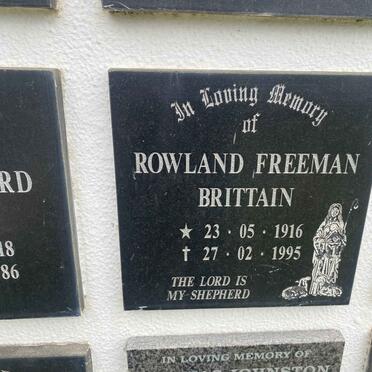 In Loving Memory
of
ROWLAND FREEMAN
BRITTAIN
★ 23 · 05 · 1916
✝ 27 · 02 · 1995
THE LORD IS
MY SHEPHERD
RD
18
86
IN LOVING MEMORY OF
JOHNSTON